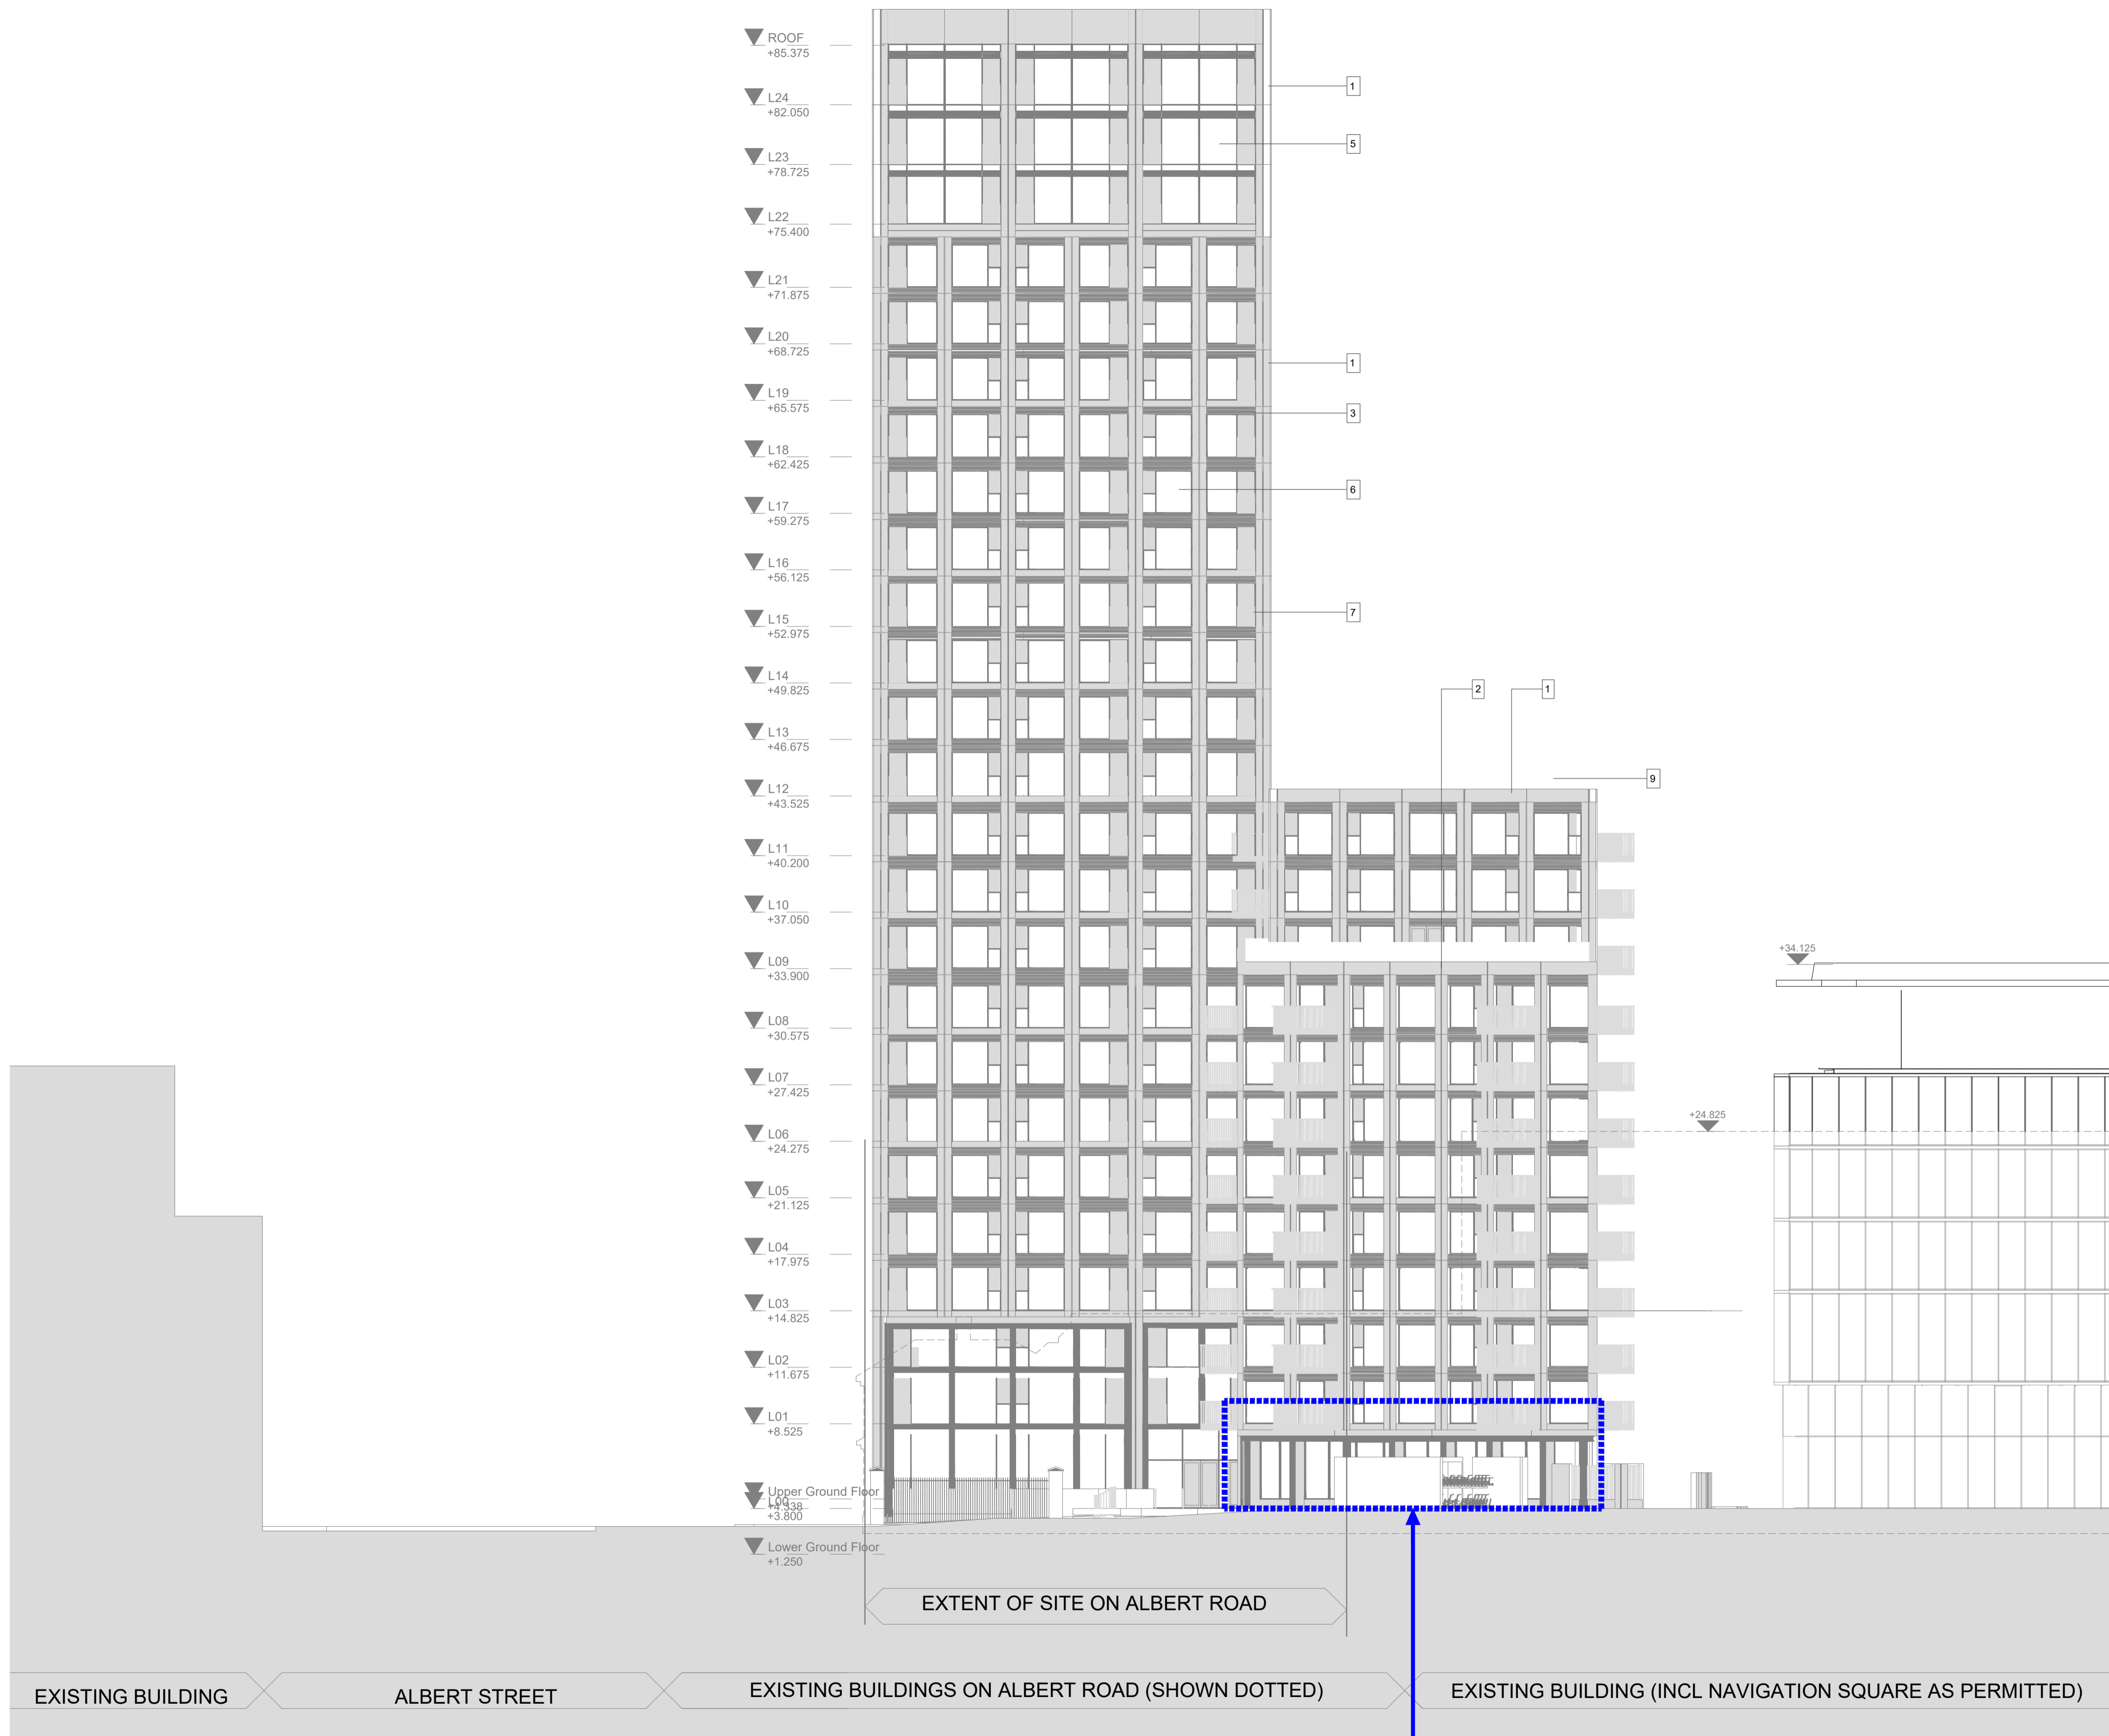 ROOF
+85.375
1
L24
+82.050
5
L23
+78.725
L22
+75.400
L21
+71.875
L20
+68.725
1
L19
+65.575
3
L18
+62.425
6
L17
+59.275
L16
+56.125
7
L15
+52.975
L14
+49.825
2
1
L13
+46.675
9
L12
+43.525
L11
+40.200
L10
+37.050
L09
+33.900
+34.125
L08
+30.575
L07
+27.425
+24.825
L06
+24.275
L05
+21.125
L04
+17.975
L03
+14.825
L02
+11.675
L01
+8.525
Upper Ground Floor
+4.338
L00
+3.800
Lower Ground Floor
+1.250
EXTENT OF SITE ON ALBERT ROAD
EXISTING BUILDING
ALBERT STREET
EXISTING BUILDINGS ON ALBERT ROAD (SHOWN DOTTED)
EXISTING BUILDING (INCL NAVIGATION SQUARE AS PERMITTED)